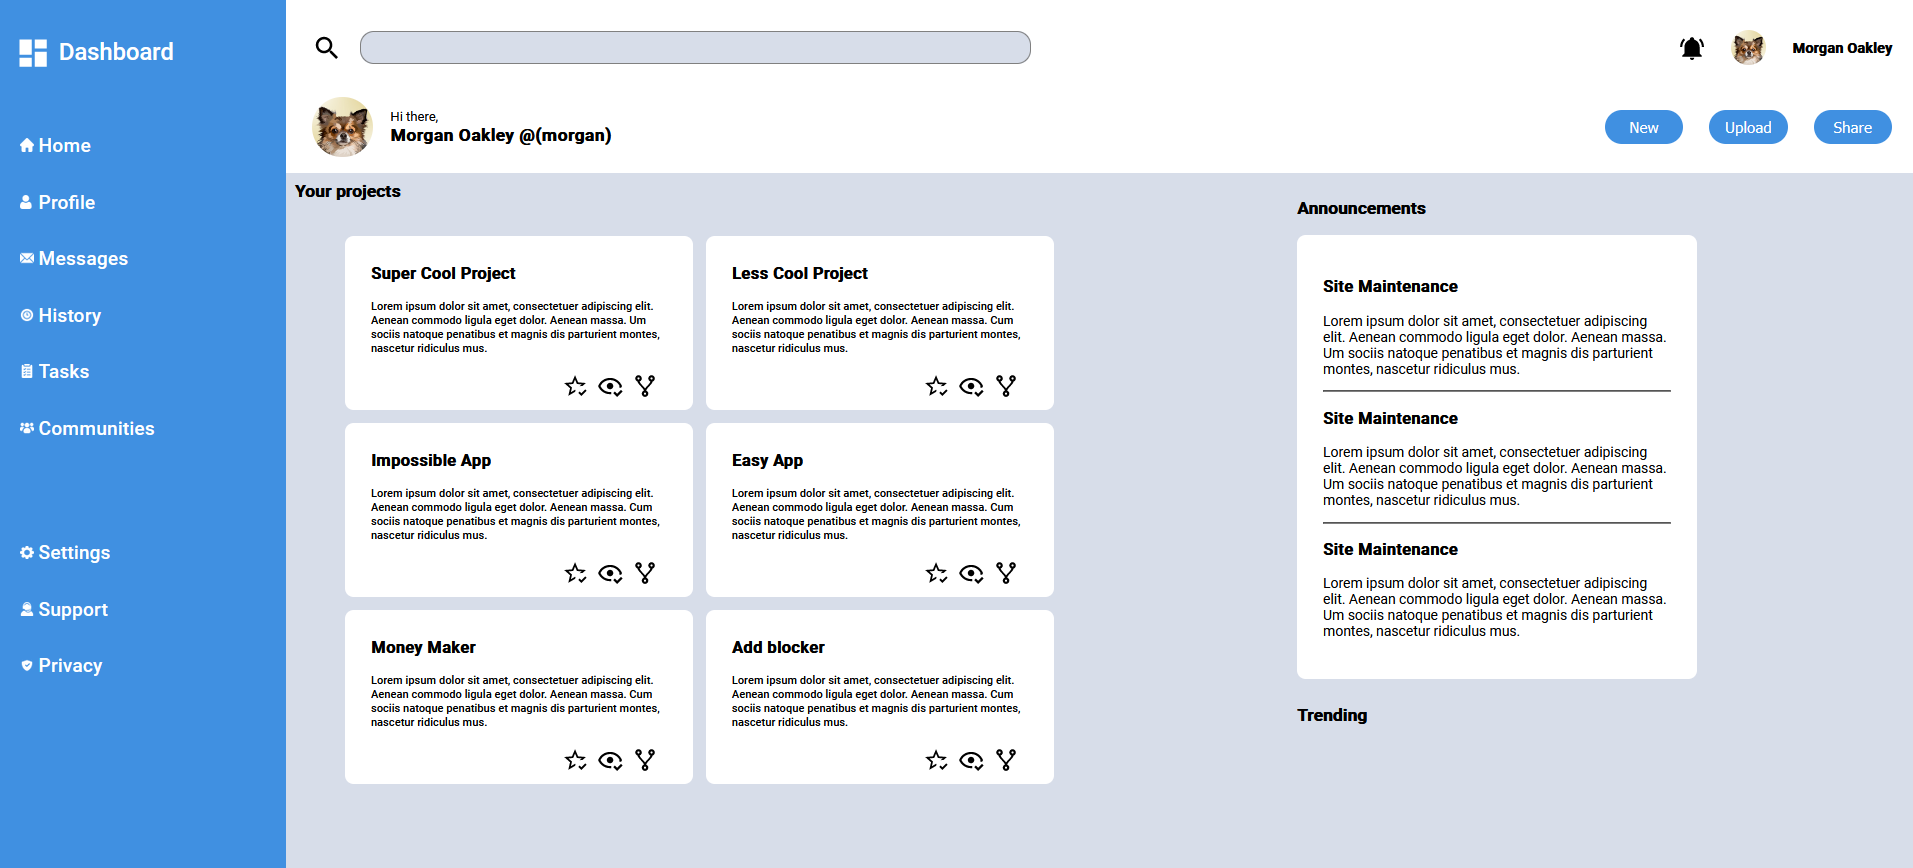 Dashboard
Home
Profile
Messages
History
Tasks
Communities
Settings
Support
Privacy
Morgan Oakley
Hi there,
Morgan Oakley @(morgan)
New
Upload
Share
Your projects
Super Cool Project
Lorem ipsum dolor sit amet, consectetuer adipiscing elit.
Aenean commodo ligula eget dolor. Aenean massa. Um
sociis natoque penatibus et magnis dis parturient montes,
nascetur ridiculus mus.
Less Cool Project
Lorem ipsum dolor sit amet, consectetuer adipiscing elit.
Aenean commodo ligula eget dolor. Aenean massa. Cum
sociis natoque penatibus et magnis dis parturient montes,
nascetur ridiculus mus.
Impossible App
Lorem ipsum dolor sit amet, consectetuer adipiscing elit.
Aenean commodo ligula eget dolor. Aenean massa. Cum
sociis natoque penatibus et magnis dis parturient montes,
nascetur ridiculus mus.
Easy App
Lorem ipsum dolor sit amet, consectetuer adipiscing elit.
Aenean commodo ligula eget dolor. Aenean massa. Cum
sociis natoque penatibus et magnis dis parturient montes,
nascetur ridiculus mus.
Money Maker
Lorem ipsum dolor sit amet, consectetuer adipiscing elit.
Aenean commodo ligula eget dolor. Aenean massa. Cum
sociis natoque penatibus et magnis dis parturient montes,
nascetur ridiculus mus.
Add blocker
Lorem ipsum dolor sit amet, consectetuer adipiscing elit.
Aenean commodo ligula eget dolor. Aenean massa. Cum
sociis natoque penatibus et magnis dis parturient montes,
nascetur ridiculus mus.
Announcements
Site Maintenance
Lorem ipsum dolor sit amet, consectetuer adipiscing
elit. Aenean commodo ligula eget dolor. Aenean massa.
Um sociis natoque penatibus et magnis dis parturient
montes, nascetur ridiculus mus.
Site Maintenance
Lorem ipsum dolor sit amet, consectetuer adipiscing
elit. Aenean commodo ligula eget dolor. Aenean massa.
Um sociis natoque penatibus et magnis dis parturient
montes, nascetur ridiculus mus.
Site Maintenance
Lorem ipsum dolor sit amet, consectetuer adipiscing
elit. Aenean commodo ligula eget dolor. Aenean massa.
Um sociis natoque penatibus et magnis dis parturient
montes, nascetur ridiculus mus.
Trending